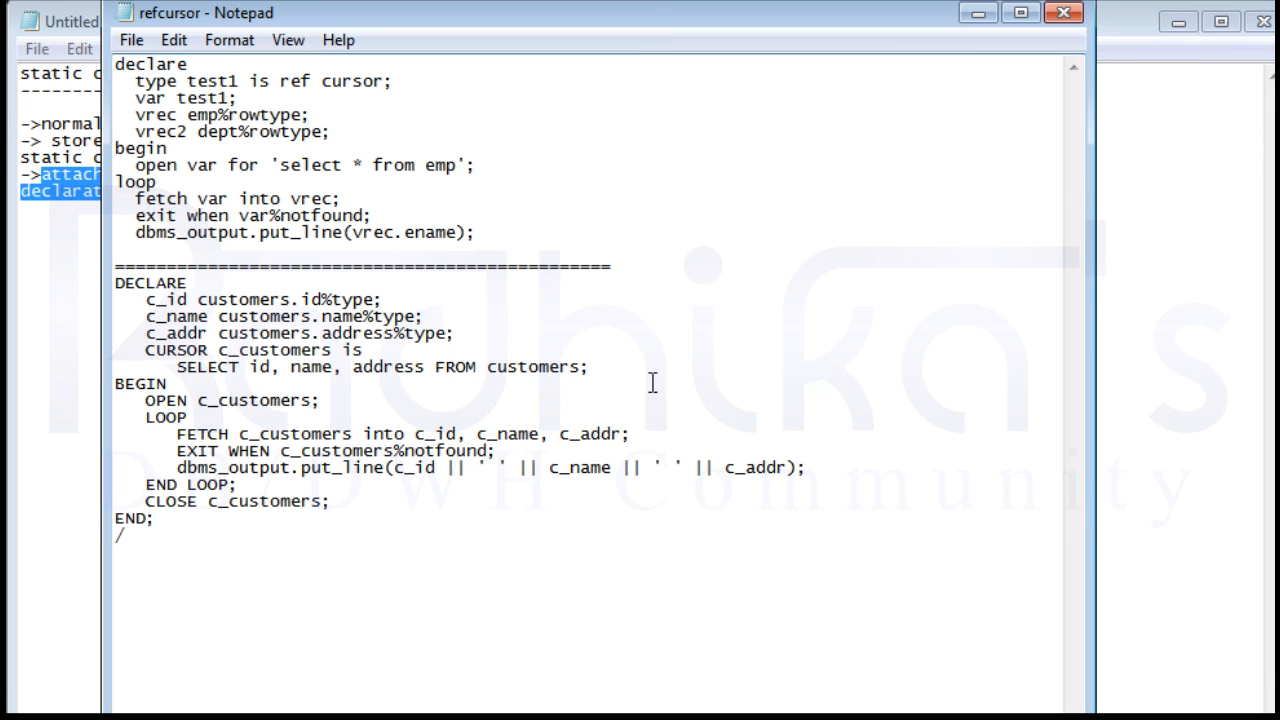 Untitled
refcursor - Notepad
File Edit
File Edit Format View Help
static c
--------
->normal
-> store
static c
->attach
declarat
declare
  type test1 is ref cursor;
  var test1;
  vrec emp%rowtype;
  vrec2 dept%rowtype;
begin
  open var for 'select * from emp';
loop
  fetch var into vrec;
  exit when var%notfound;
  dbms_output.put_line(vrec.ename);
================================================
DECLARE
   c_id customers.id%type;
   c_name customers.name%type;
   c_addr customers.address%type;
   CURSOR c_customers is
      SELECT id, name, address FROM customers;
BEGIN
   OPEN c_customers;
   LOOP
      FETCH c_customers into c_id, c_name, c_addr;
      EXIT WHEN c_customers%notfound;
      dbms_output.put_line(c_id || ' ' || c_name || ' ' || c_addr);
   END LOOP;
   CLOSE c_customers;
END;
/
Radhika's
DWH Community